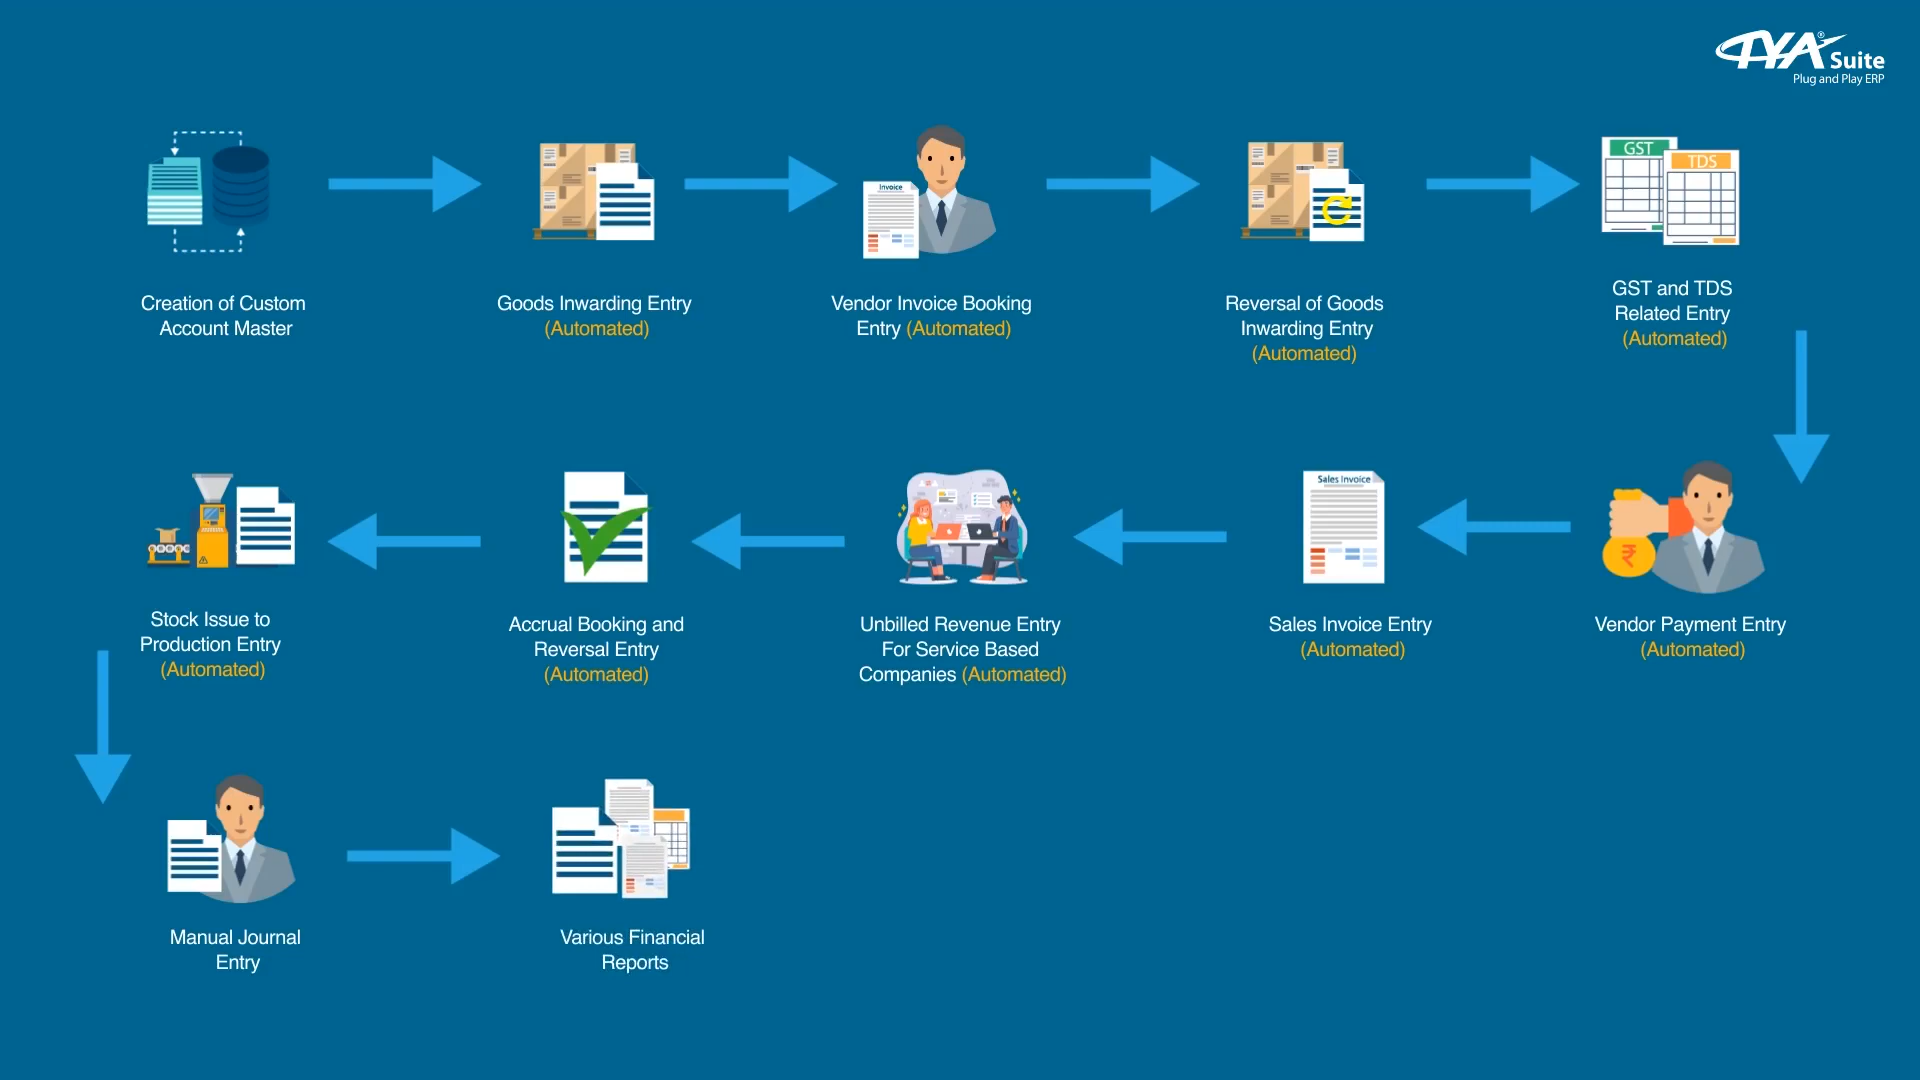 TYA® Suite
Plug and Play ERP
Creation of Custom
Account Master
Goods Inwarding Entry
(Automated)
Invoice
Vendor Invoice Booking
Entry (Automated)
Reversal of Goods
Inwarding Entry
(Automated)
GST
TDS
GST and TDS
Related Entry
(Automated)
₹
Vendor Payment Entry
(Automated)
Sales Invoice
Sales Invoice Entry
(Automated)
Unbilled Revenue Entry
For Service Based
Companies (Automated)
Accrual Booking and
Reversal Entry
(Automated)
Stock Issue to
Production Entry
(Automated)
Manual Journal
Entry
Various Financial
Reports